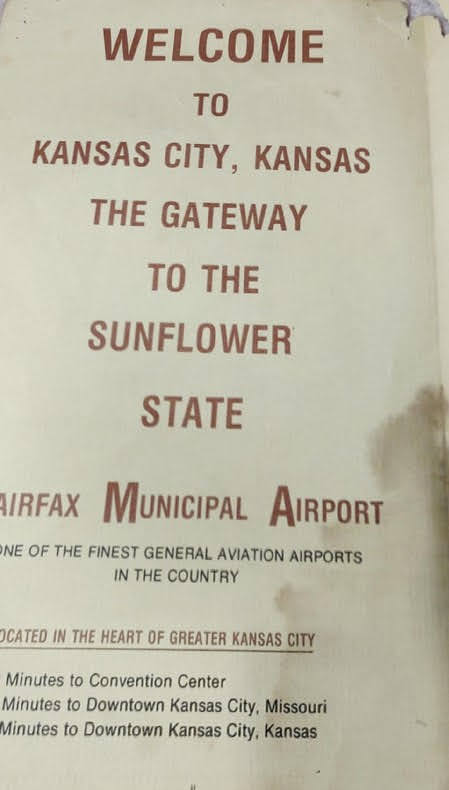 WELCOME
TO
KANSAS CITY, KANSAS
THE GATEWAY
TO THE
SUNFLOWER
STATE
AIRFAX MUNICIPAL AIRPORT
ONE OF THE FINEST GENERAL AVIATION AIRPORTS
IN THE COUNTRY
OCATED IN THE HEART OF GREATER KANSAS CITY
Minutes to Convention Center
Minutes to Downtown Kansas City, Missouri
Minutes to Downtown Kansas City, Kansas